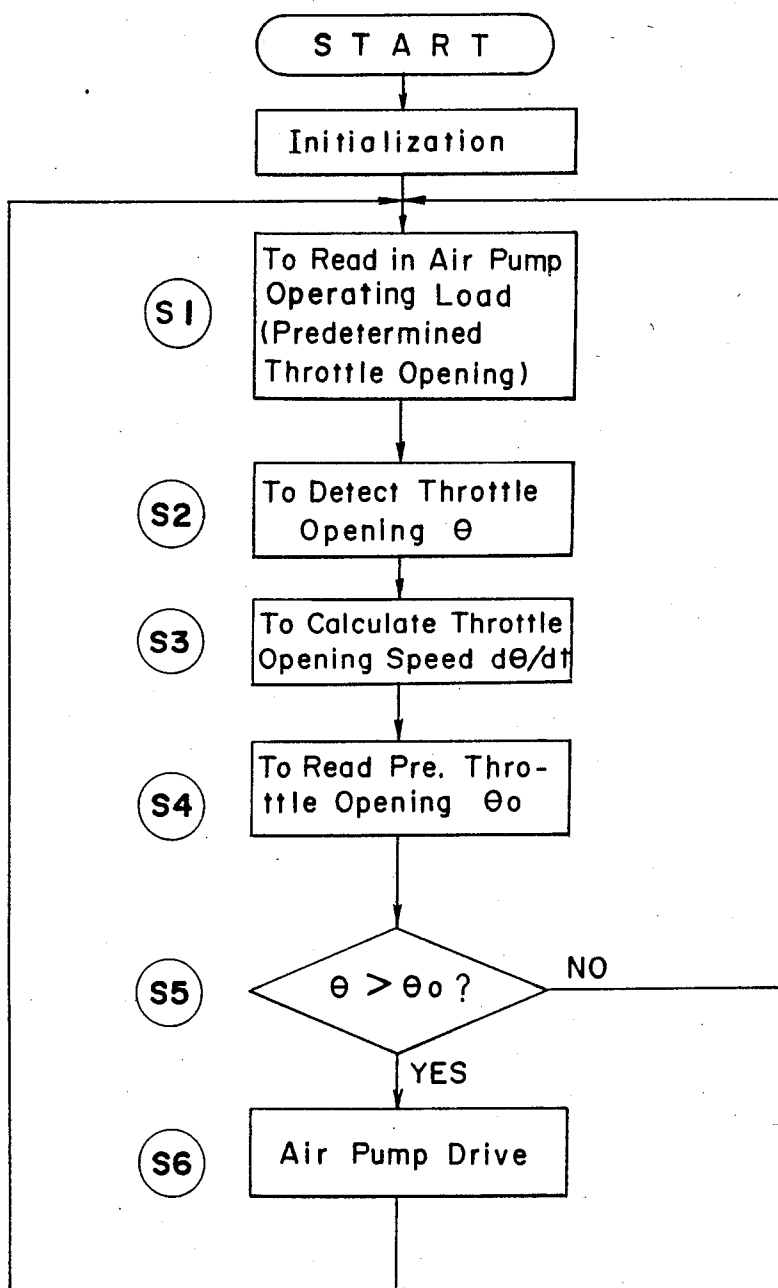 START
Initialization
S1
To Read in Air Pump
Operating Load
(Predetermined
Throttle Opening)
S2
To Detect Throttle
Opening θ
S3
To Calculate Throttle
Opening Speed dθ/dt
S4
To Read Pre. Thro-
ttle Opening θo
S5
θ > θo ?
NO
YES
S6
Air Pump Drive